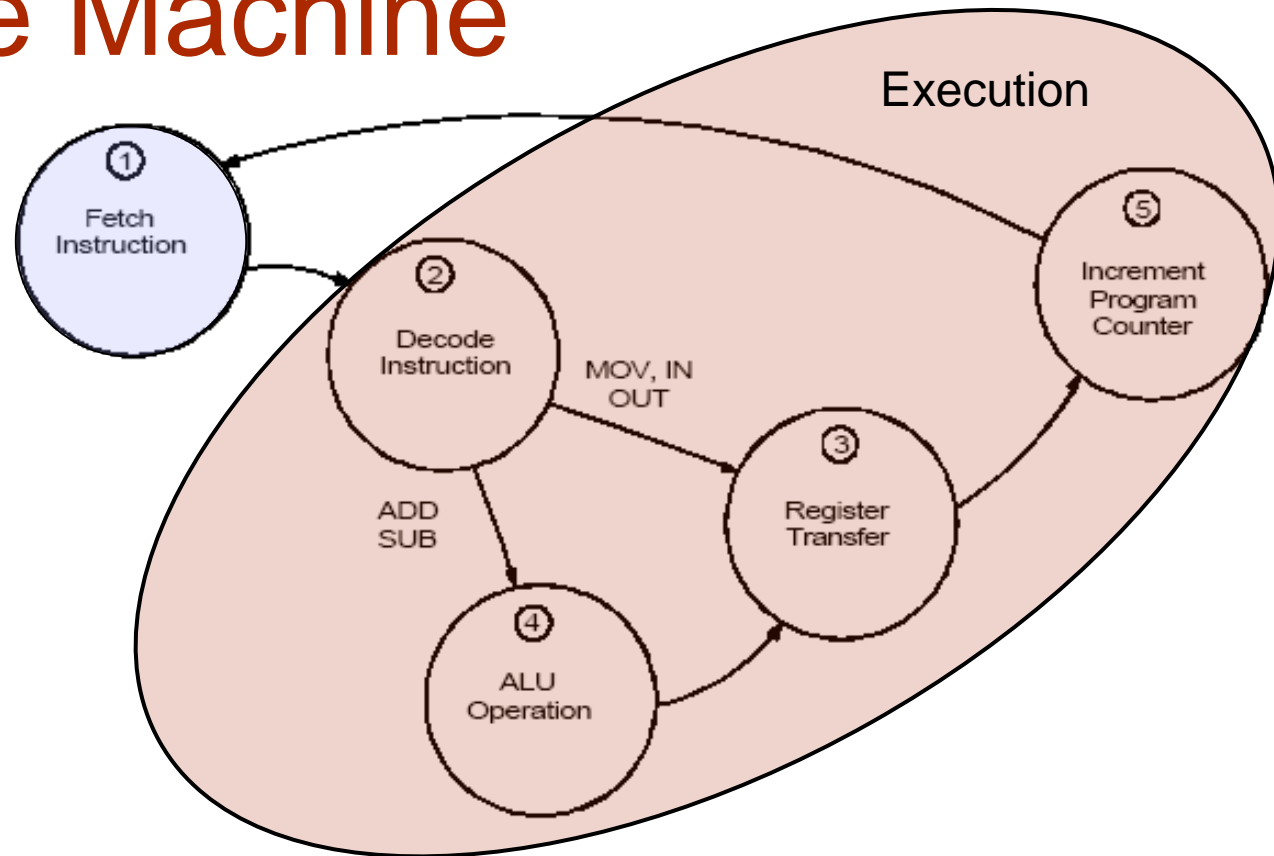 e Machine
Execution
1
Fetch
Instruction
2
Decode
Instruction
MOV, IN
OUT
ADD
SUB
3
Register
Transfer
4
ALU
Operation
5
Increment
Program
Counter